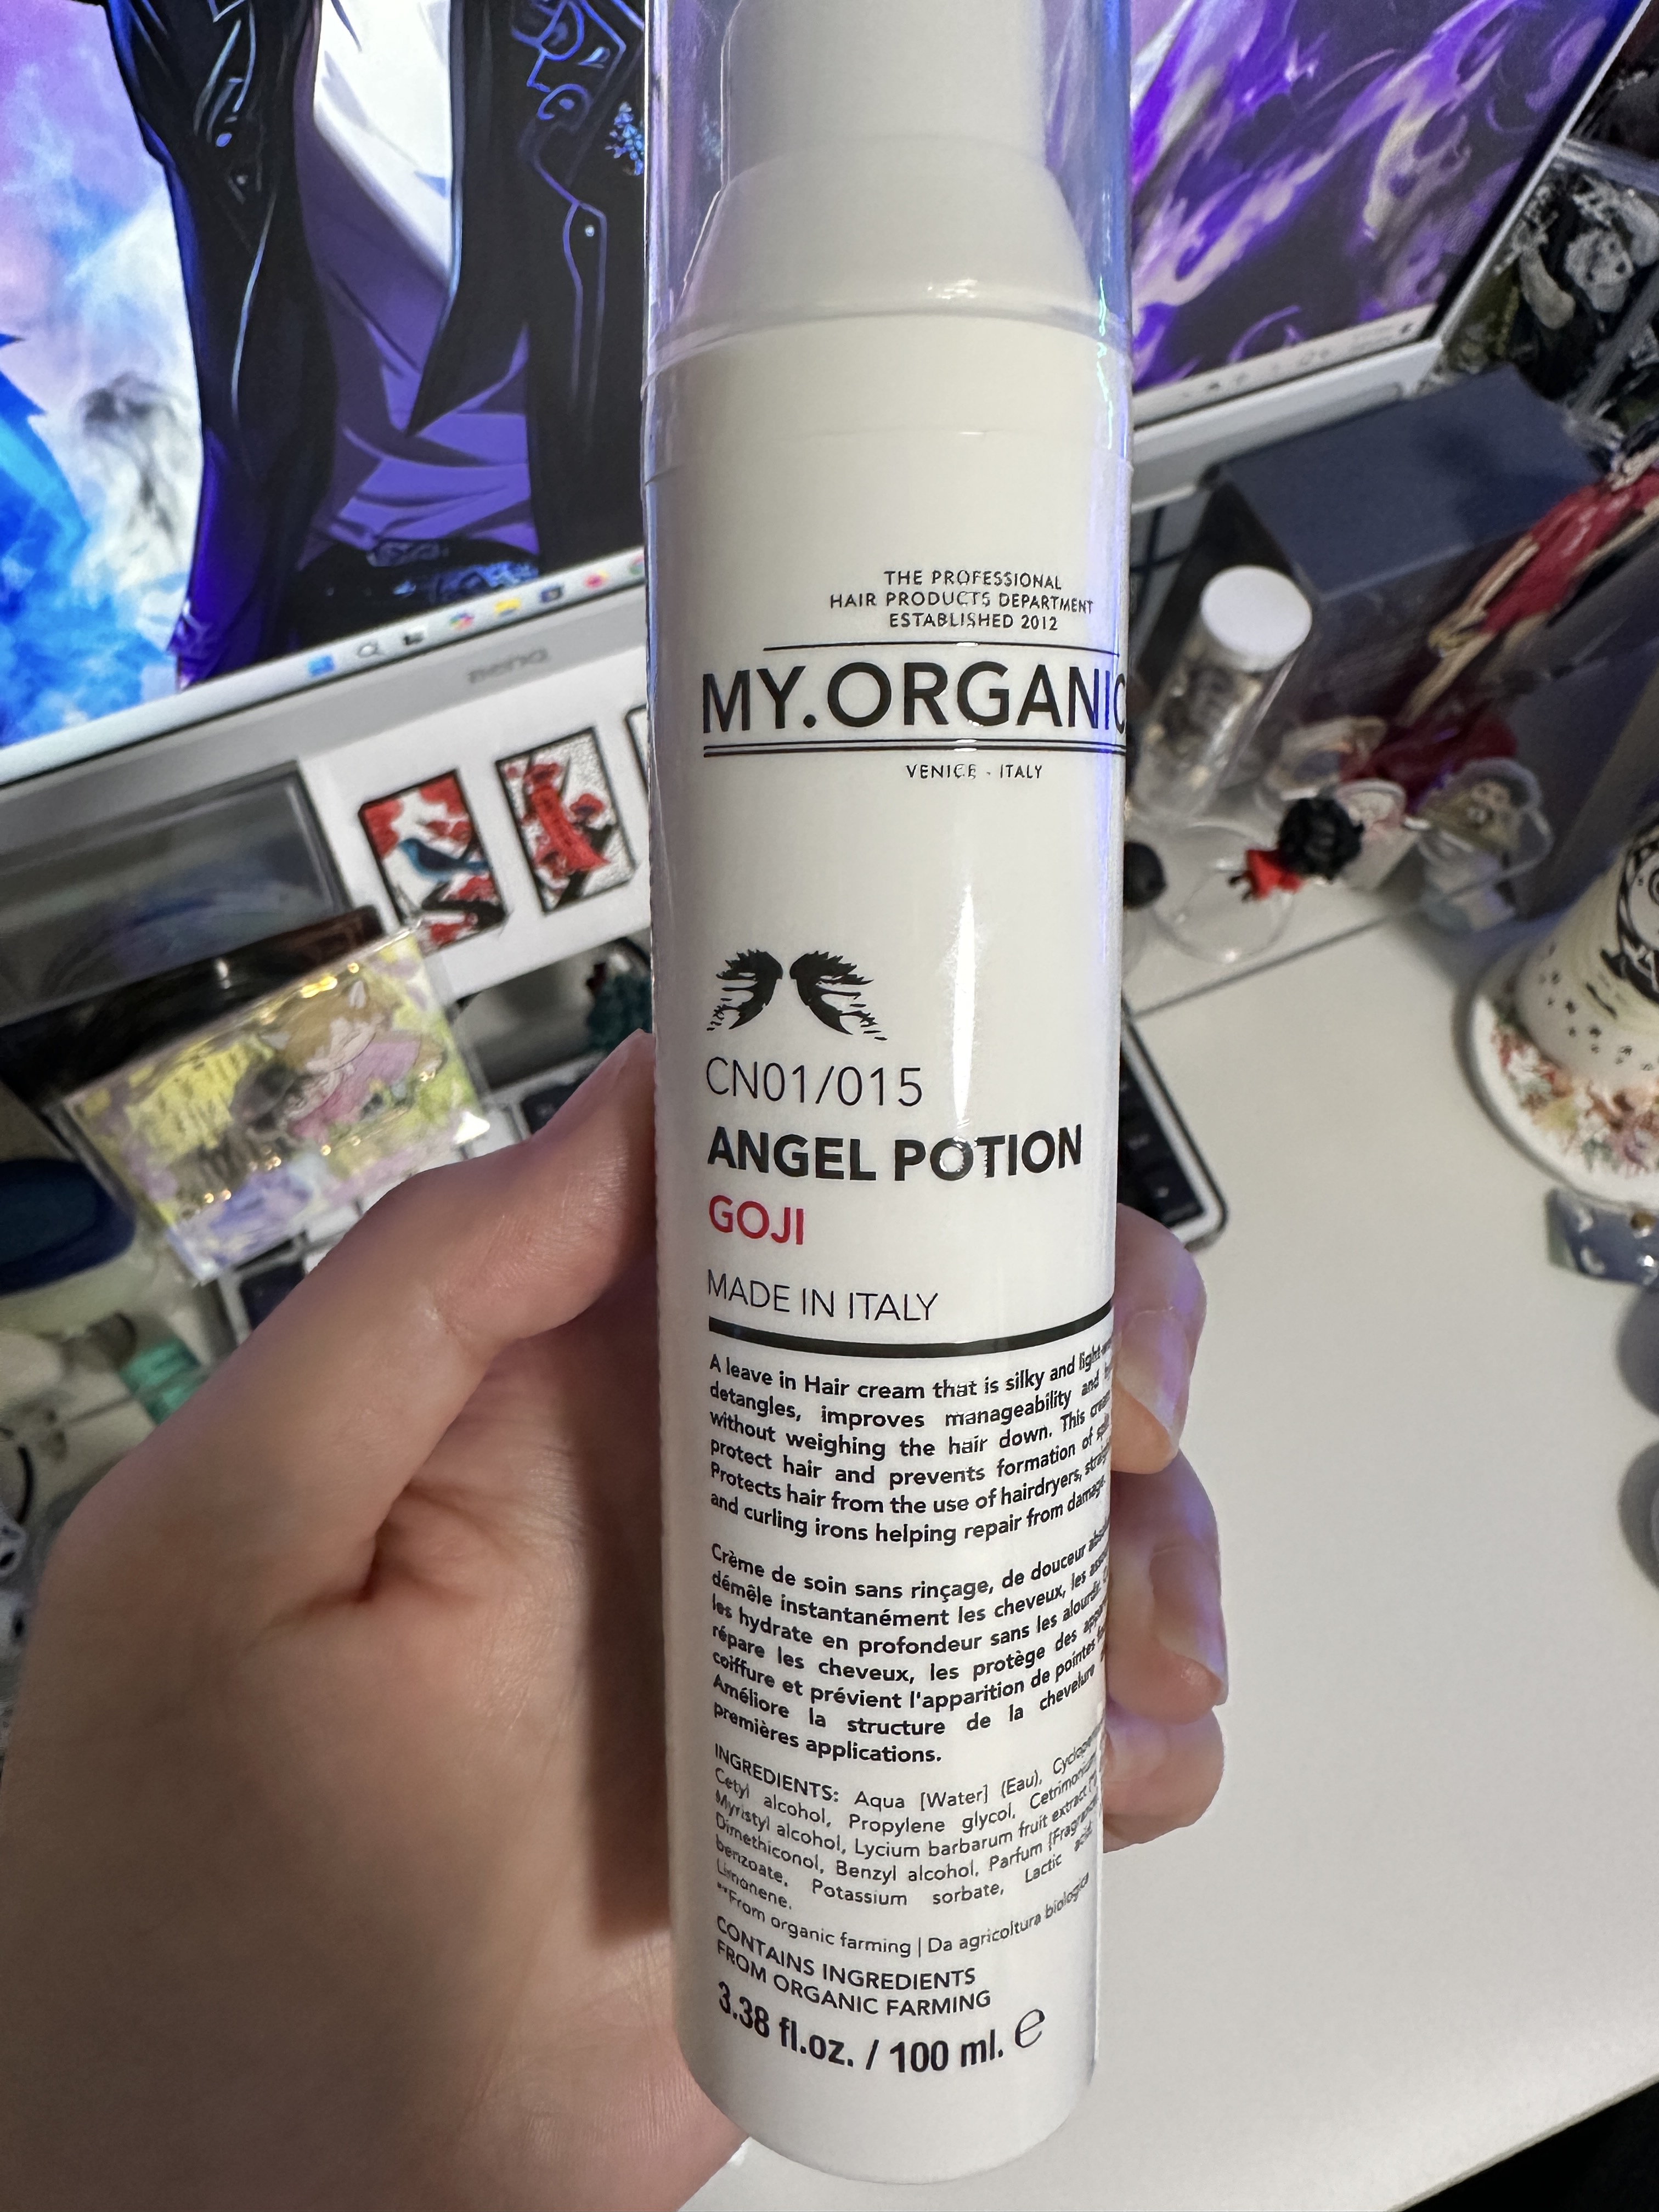 THE PROFESSIONAL
HAIR PRODUCTS DEPARTMENT
ESTABLISHED 2012
MY.ORGANIC
VENICE - ITALY
CN01/015
ANGEL POTION
GOJI
MADE IN ITALY
A leave in Hair cream that is silky and
detangles, improves manageability and
without weighing the hair down. This
protect hair and prevents formation of
Protects hair from the use of hairdryers,
and curling irons helping repair from damage.
Crème de soin sans rinçage, de douceur
démêle instantanément les cheveux, les
les hydrate en profondeur sans les alourdir.
répare les cheveux, les protège des
coiffure et prévient l'apparition de pointes
Améliore la structure de la chevelure
premières applications.
INGREDIENTS: Aqua [Water] (Eau),
Cetyl alcohol, Propylene glycol,
Myristyl alcohol, Lycium barbarum fruit extract
Dimethiconol, Benzyl alcohol, Parfum
benzoate, Potassium sorbate, Lactic acid,
Limonene.
**From organic farming | Da agricoltura biologica
CONTAINS INGREDIENTS
FROM ORGANIC FARMING
3.38 fl.oz. / 100 ml. e
BenQ